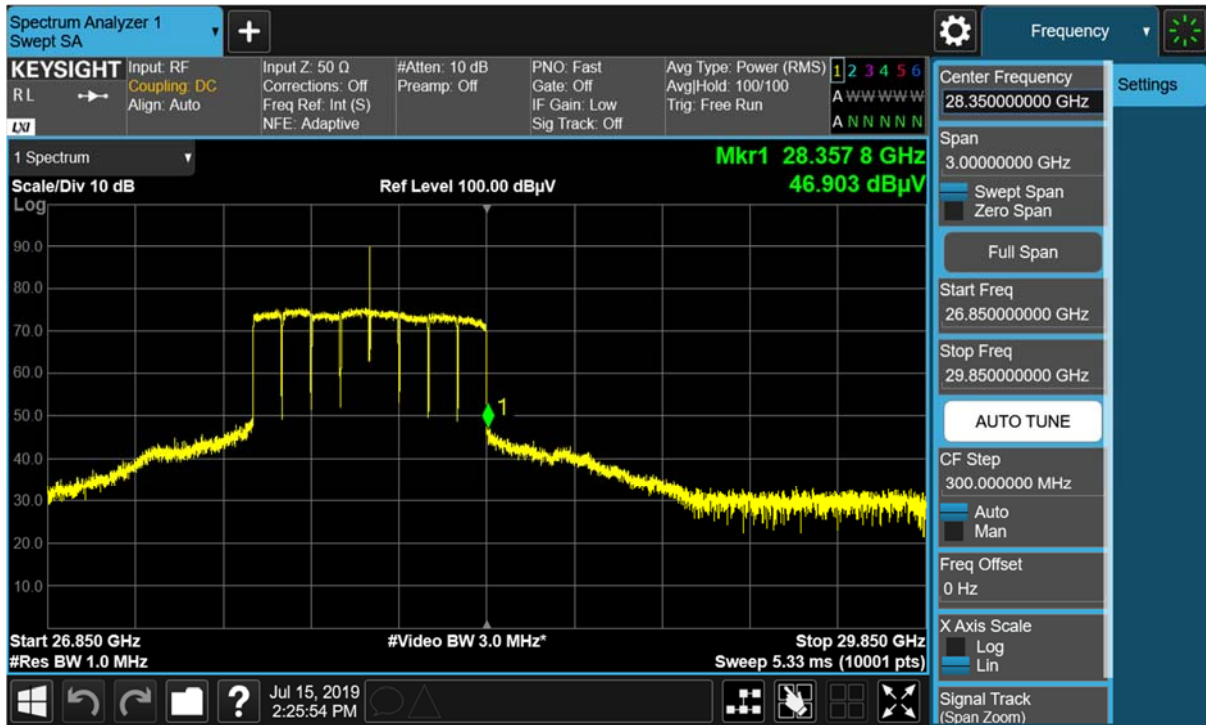 Spectrum Analyzer 1
Swept SA
+
Frequency
KEYSIGHT
R L
LXI
Input: RF
Coupling: DC
Align: Auto
Input Z: 50 Ω
Corrections: Off
Freq Ref: Int (S)
NFE: Adaptive
#Atten: 10 dB
Preamp: Off
PNO: Fast
Gate: Off
IF Gain: Low
Sig Track: Off
Avg Type: Power (RMS)
Avg|Hold: 100/100
Trig: Free Run
1 2 3 4 5 6
A W W W W W
A N N N N N
1 Spectrum
Scale/Div 10 dB
Ref Level 100.00 dBµV
Mkr1 28.357 8 GHz
46.903 dBµV
Log
90.0
80.0
70.0
60.0
50.0
40.0
30.0
20.0
10.0
1
Start 26.850 GHz
#Res BW 1.0 MHz
#Video BW 3.0 MHz*
Stop 29.850 GHz
Sweep 5.33 ms (10001 pts)
Center Frequency
28.350000000 GHz
Settings
Span
3.00000000 GHz
Swept Span
Zero Span
Full Span
Start Freq
26.850000000 GHz
Stop Freq
29.850000000 GHz
AUTO TUNE
CF Step
300.000000 MHz
Auto
Man
Freq Offset
0 Hz
X Axis Scale
Log
Lin
Signal Track
(Span Zoom)
?
Jul 15, 2019
2:25:54 PM